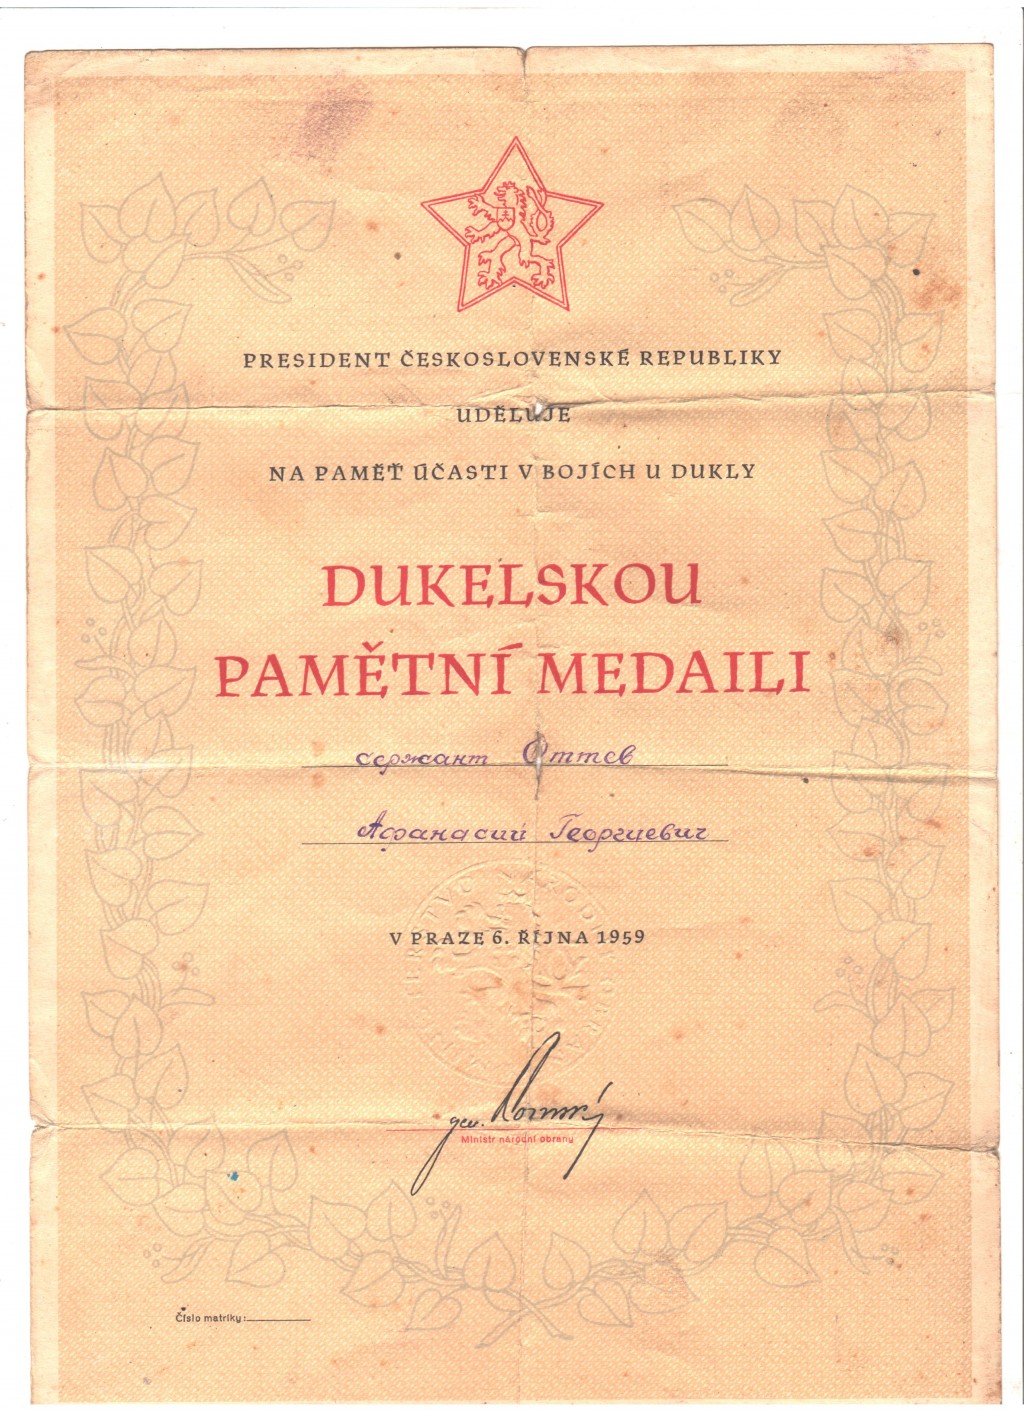 PRESIDENT ČESKOSLOVENSKÉ REPUBLIKY
UDĚLUJE
NA PAMĚŤ ÚČASTI V BOJÍCH U DUKLY
DUKELSKOU
PAMĚTNÍ MEDAILI
сержант Оттев
Афанасий Георгиевич
V PRAZE 6. ŘÍJNA 1959
gen.
Ministr národní obrany
Číslo matriky: